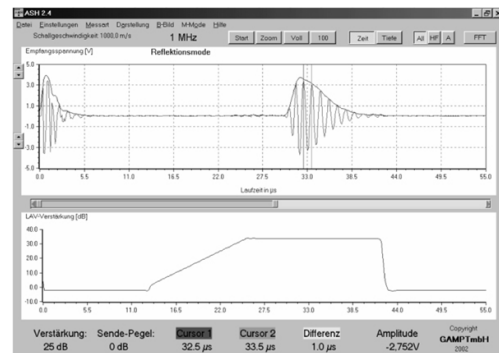 ASH 2.4
Datei Einstellungen Messart Darstellung B-Bild M-Mode Hilfe
Schallgeschwindigkeit 1000,0 m/s 1 MHz Start Zoom Voll 100 Zeit Tiefe All HF A FFT
Empfangsspannung [V] Reflektionsmode
5.0
3.0
1.0
-1.0
-3.0
-5.0
0.0 5.5 11.0 16.5 22.0 27.5 33.0 38.5 44.0 49.5 55.0
Laufzeit in µs
LAV-Verstärkung [dB]
40.0
30.0
20.0
10.0
0.0
-10.0
0.0 5.5 11.0 16.5 22.0 27.5 33.0 38.5 44.0 49.5 55.0
Verstärkung: Sende-Pegel: Cursor 1 Cursor 2 Differenz Amplitude Copyright
25 dB 0 dB 32.5 µs 33.5 µs 1.0 µs -2,752V GAMPTmbH
2002